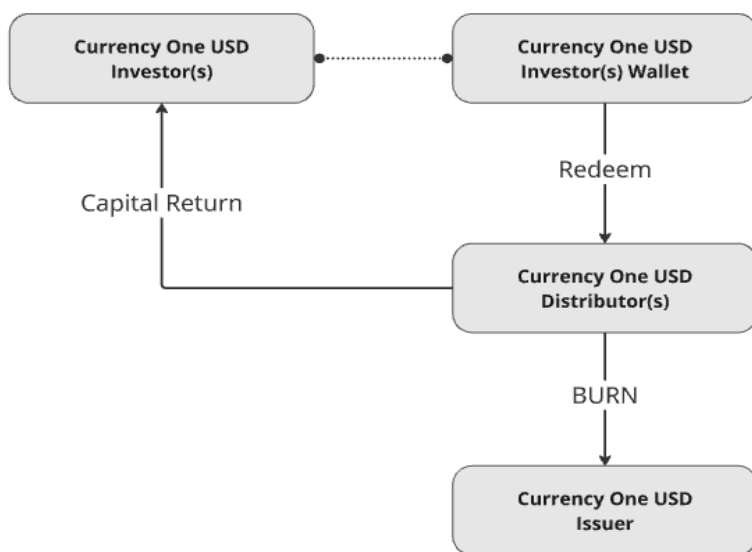 Currency One USD
Investor(s)
Currency One USD
Investor(s) Wallet
Redeem
Capital Return
Currency One USD
Distributor(s)
BURN
Currency One USD
Issuer